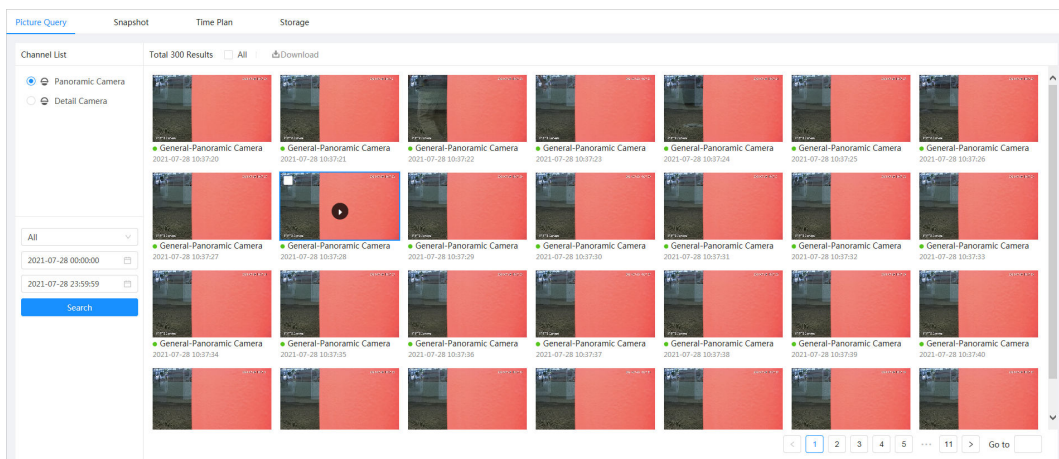 Picture Query Snapshot Time Plan Storage
Channel List
Panoramic Camera
Detail Camera
All
2021-07-28 00:00:00
2021-07-28 23:59:59
Search
Total 300 Results All Download
General-Panoramic Camera General-Panoramic Camera General-Panoramic Camera General-Panoramic Camera General-Panoramic Camera General-Panoramic Camera General-Panoramic Camera
2021-07-28 10:37:20 2021-07-28 10:37:21 2021-07-28 10:37:22 2021-07-28 10:37:23 2021-07-28 10:37:24 2021-07-28 10:37:25 2021-07-28 10:37:26
General-Panoramic Camera General-Panoramic Camera General-Panoramic Camera General-Panoramic Camera General-Panoramic Camera General-Panoramic Camera General-Panoramic Camera
2021-07-28 10:37:27 2021-07-28 10:37:28 2021-07-28 10:37:29 2021-07-28 10:37:30 2021-07-28 10:37:31 2021-07-28 10:37:32 2021-07-28 10:37:33
General-Panoramic Camera General-Panoramic Camera General-Panoramic Camera General-Panoramic Camera General-Panoramic Camera General-Panoramic Camera General-Panoramic Camera
2021-07-28 10:37:34 2021-07-28 10:37:35 2021-07-28 10:37:36 2021-07-28 10:37:37 2021-07-28 10:37:38 2021-07-28 10:37:39 2021-07-28 10:37:40
< 1 2 3 4 5 ··· 11 > Go to